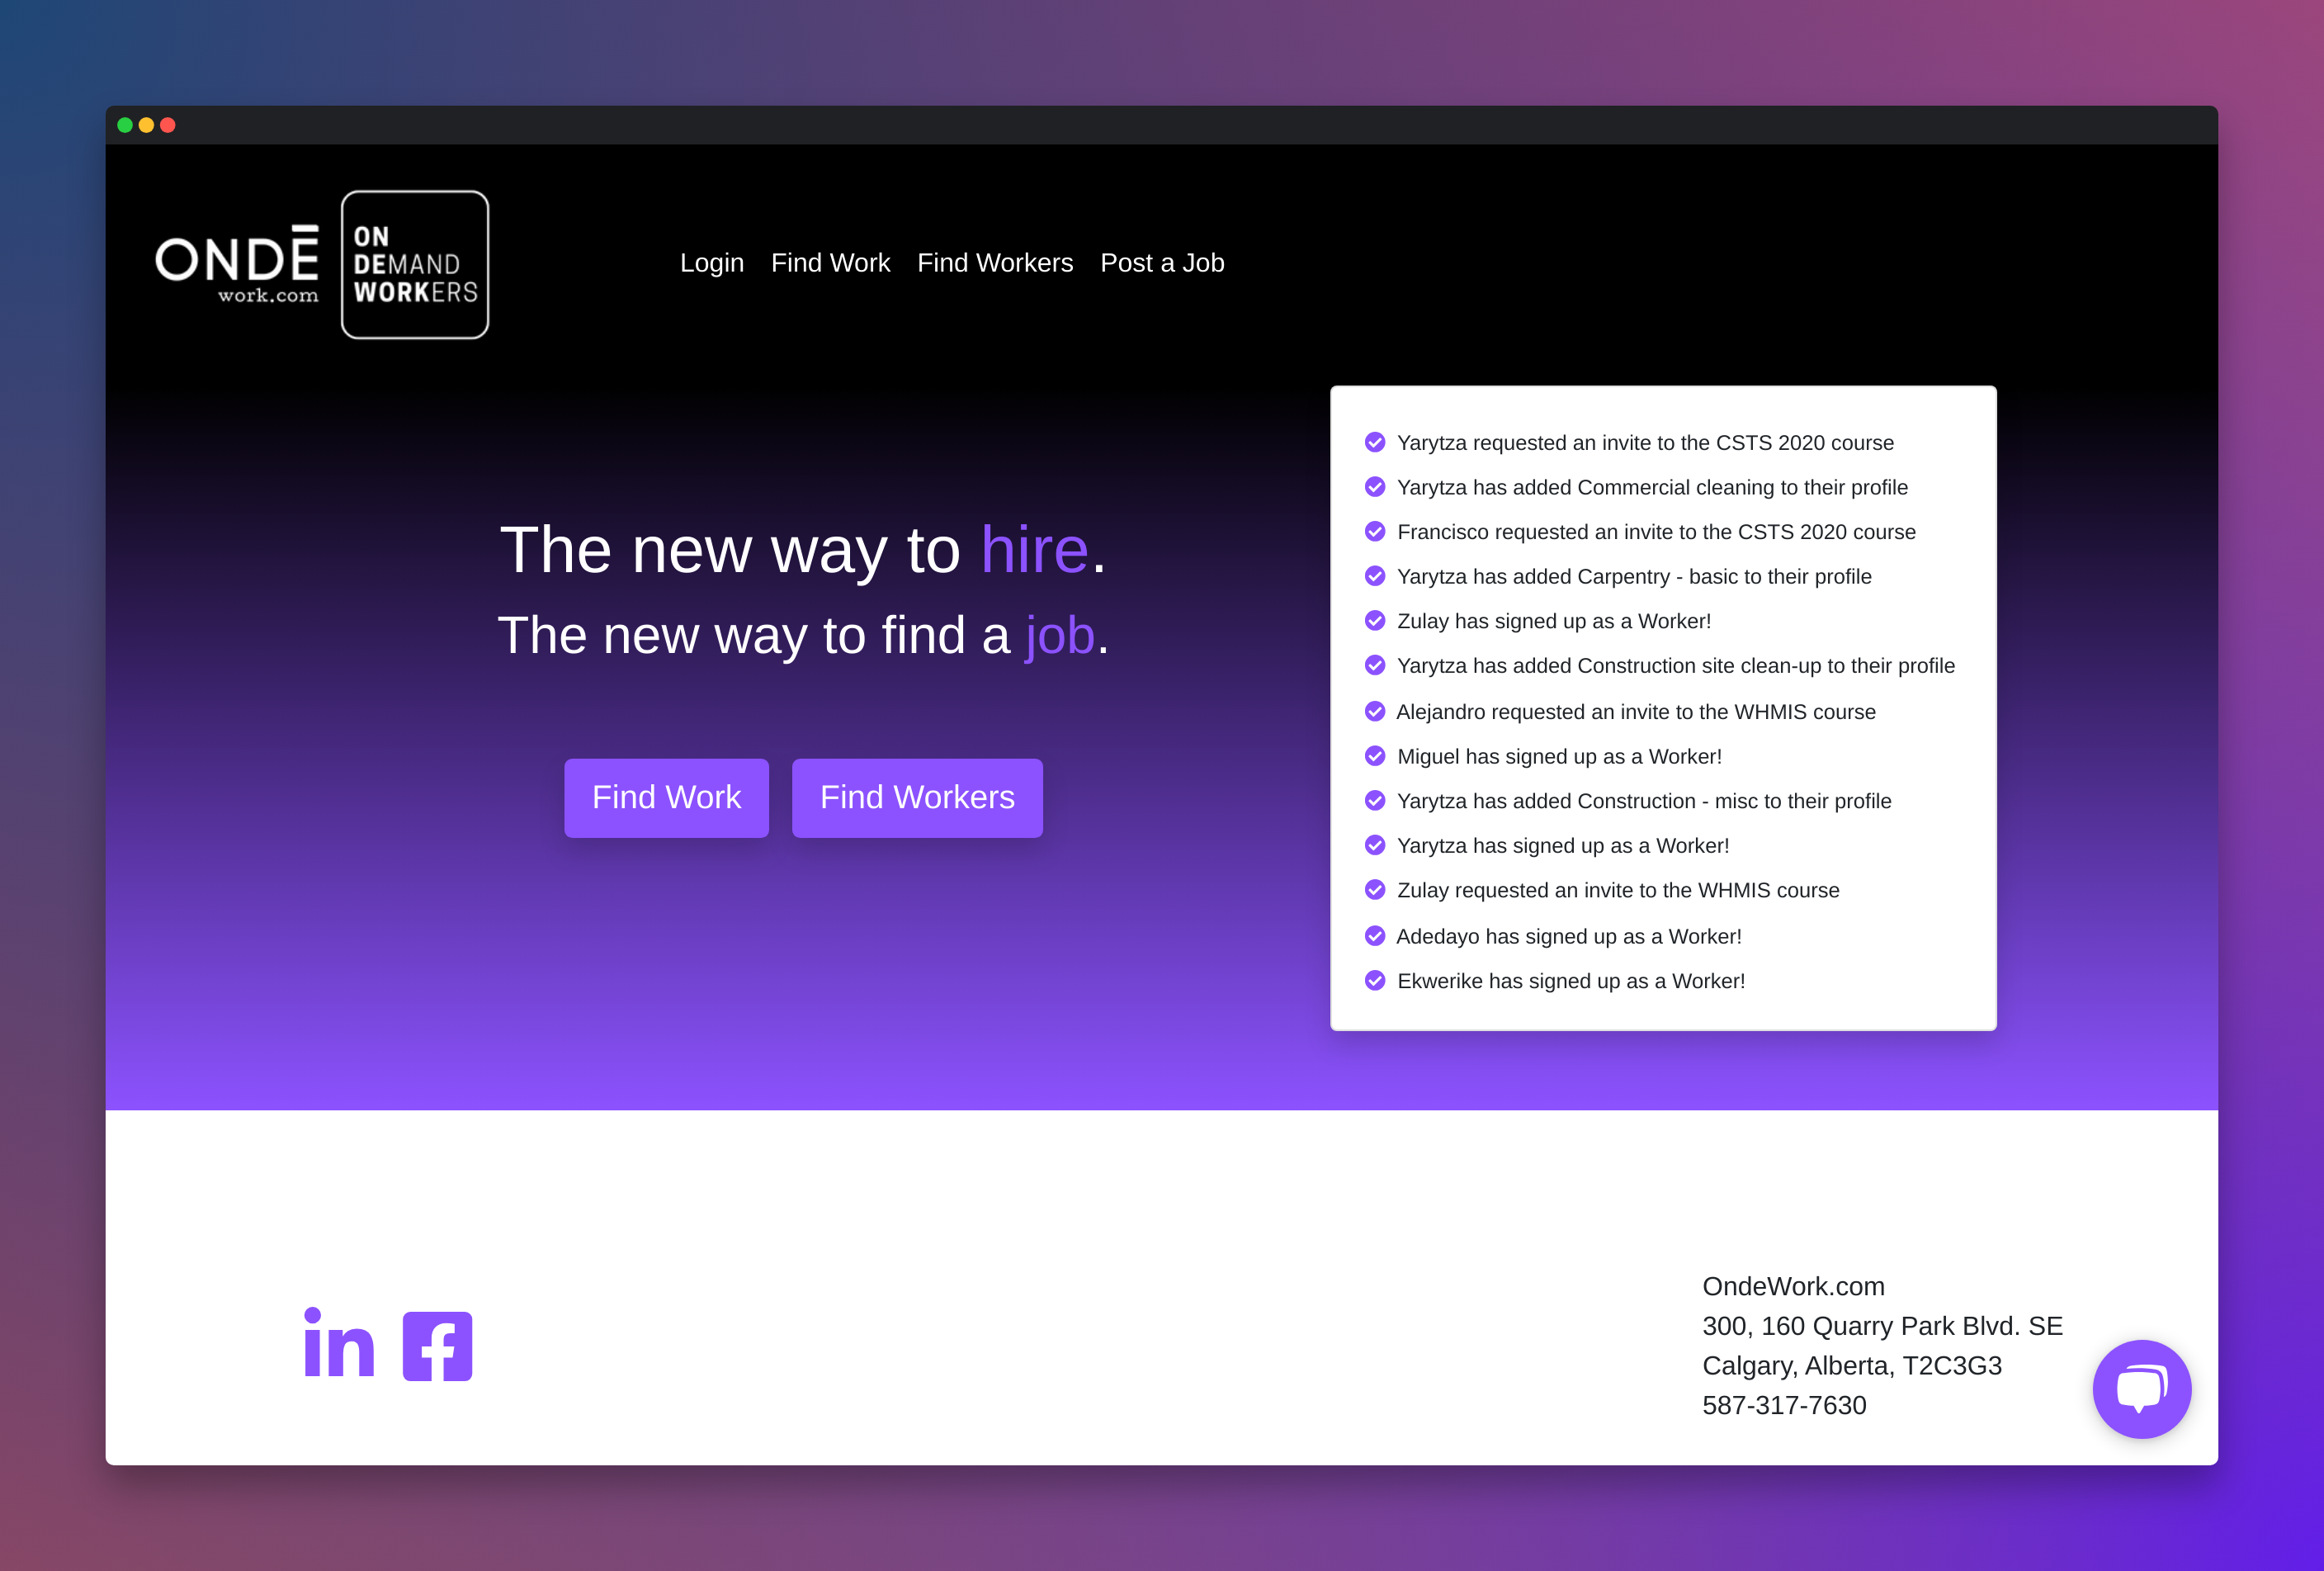 ONDĒ
work.com
ON
DEMAND
WORKERS
Login Find Work Find Workers Post a Job
The new way to hire.
The new way to find a job.
Find Work Find Workers
Yarytza requested an invite to the CSTS 2020 course
Yarytza has added Commercial cleaning to their profile
Francisco requested an invite to the CSTS 2020 course
Yarytza has added Carpentry - basic to their profile
Zulay has signed up as a Worker!
Yarytza has added Construction site clean-up to their profile
Alejandro requested an invite to the WHMIS course
Miguel has signed up as a Worker!
Yarytza has added Construction - misc to their profile
Yarytza has signed up as a Worker!
Zulay requested an invite to the WHMIS course
Adedayo has signed up as a Worker!
Ekwerike has signed up as a Worker!
in f
OndeWork.com
300, 160 Quarry Park Blvd. SE
Calgary, Alberta, T2C3G3
587-317-7630